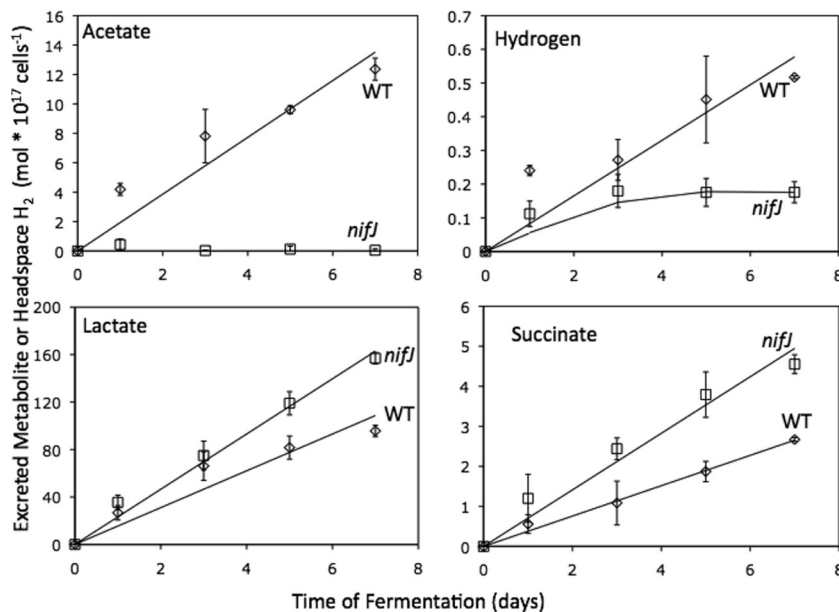 Excreted Metabolite or Headspace H2 (mol * 10^17 cells^-1)
Acetate
16
14
12
10
8
6
4
2
0
WT
nifJ
0 2 4 6 8
Hydrogen
0.7
0.6
0.5
0.4
0.3
0.2
0.1
0
WT
nifJ
0 2 4 6 8
Lactate
200
160
120
80
40
0
nifJ
WT
0 2 4 6 8
Succinate
6
5
4
3
2
1
0
nifJ
WT
0 2 4 6 8
Time of Fermentation (days)